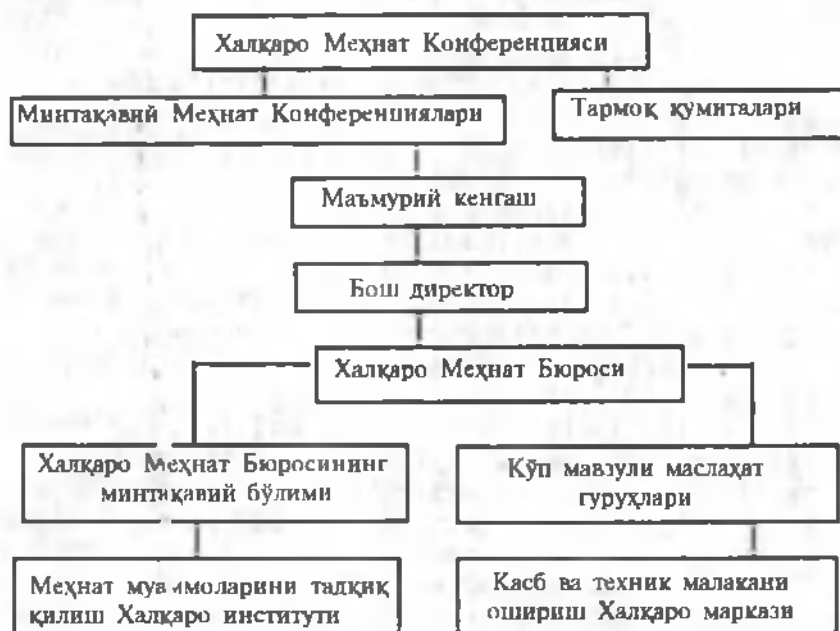 Халқаро Меҳнат Конференцияси
Минтақавий Меҳнат Конференциялари
Тармоқ қумиталари
Маъмурий кенгаш
Бош директор
Халқаро Меҳнат Бюроси
Халқаро Меҳнат Бюросининг
минтақавий бўлими
Кўп мавзули маслаҳат
гуруҳлари
Меҳнат тадқиқ
қилиш Халқаро институти
Касб ва техник малакани
ошириш Халқаро маркази